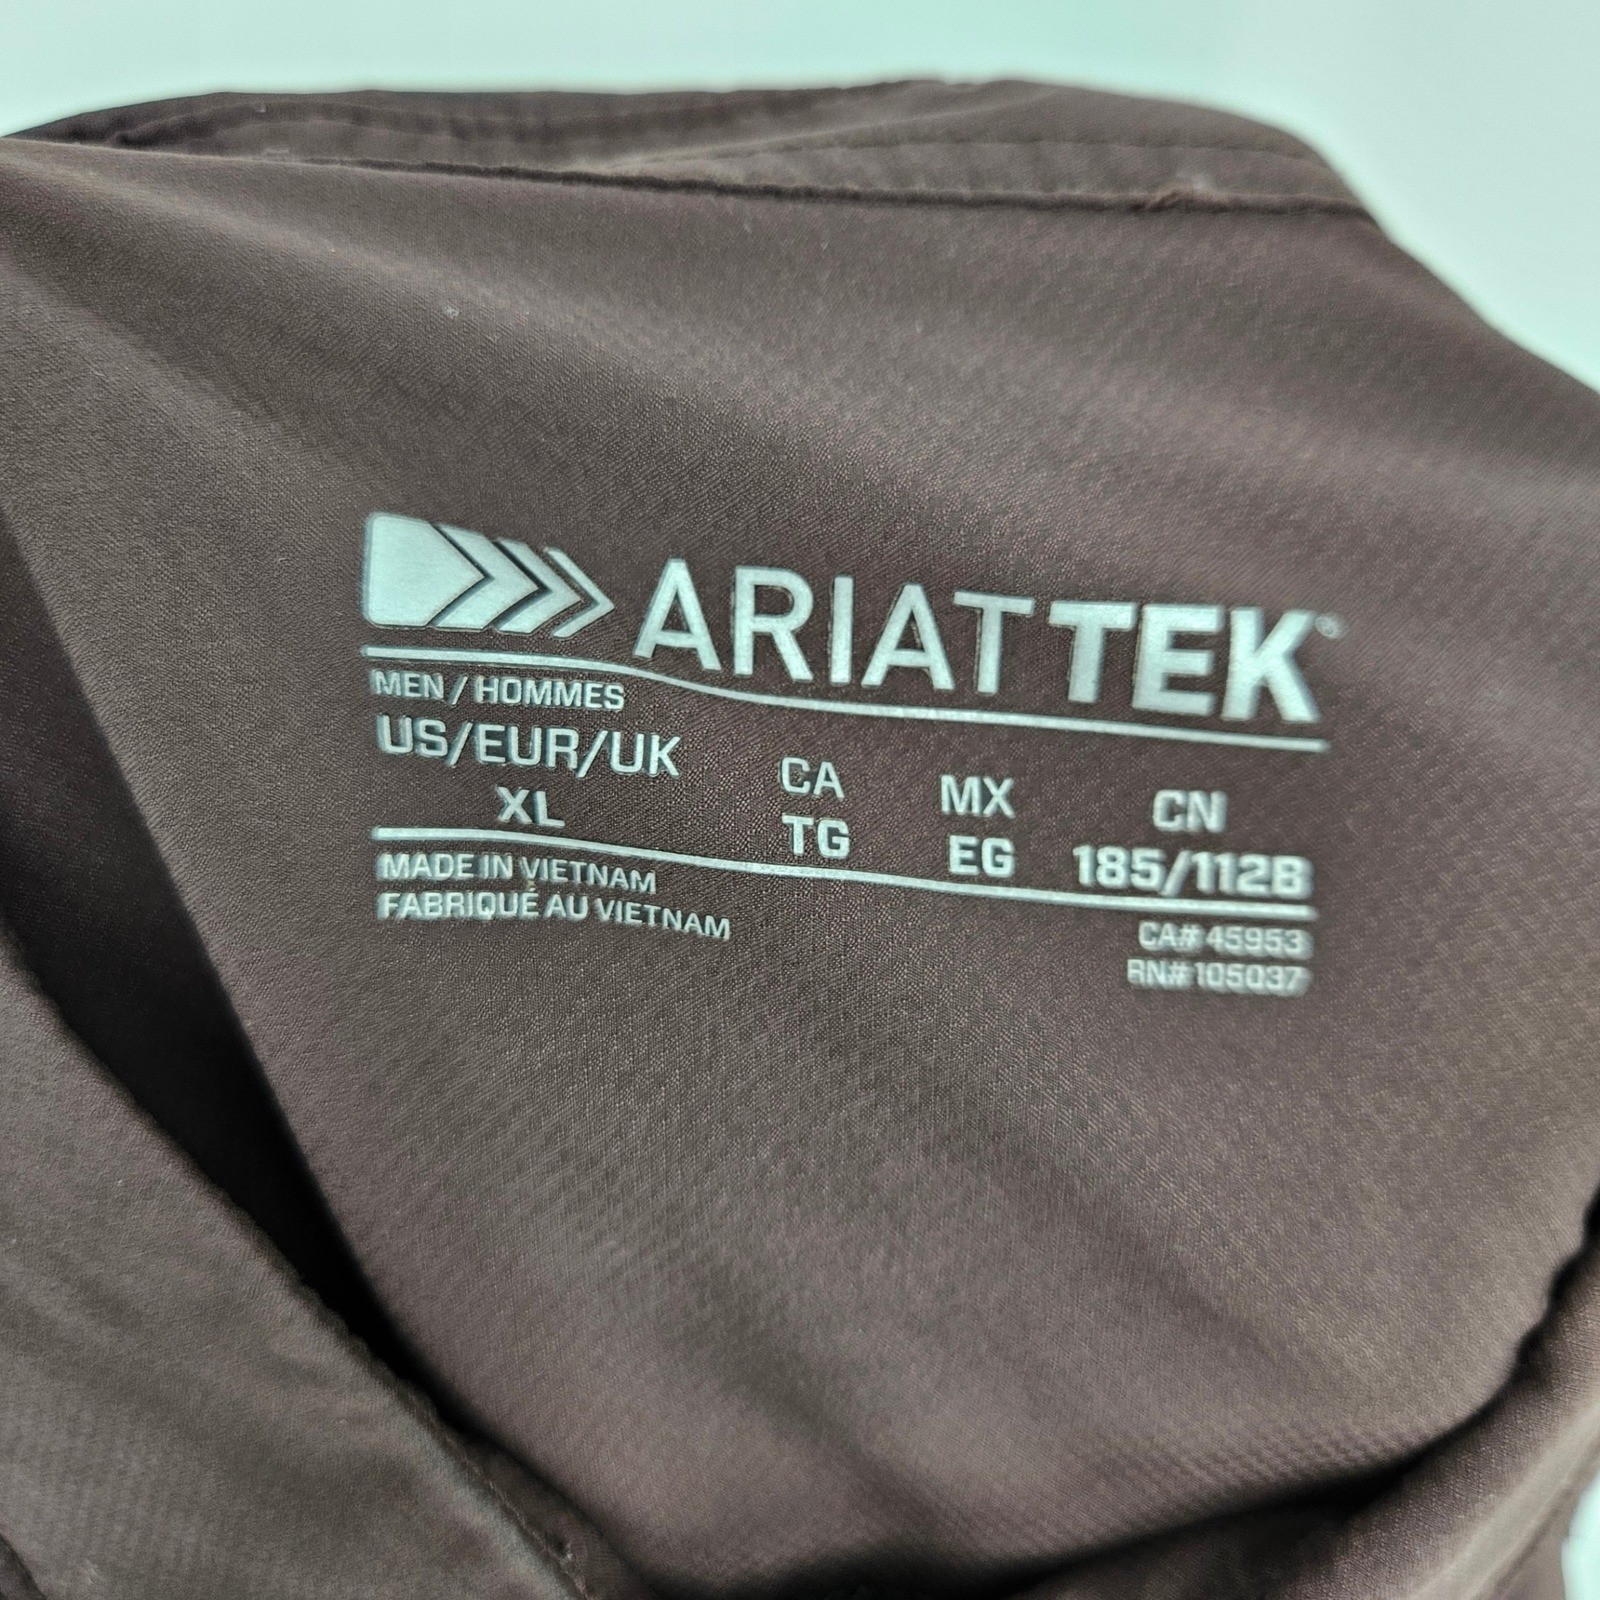 ARIATTEK®
MEN / HOMMES
US/EUR/UK CA MX CN
XL TG EG 185/112B
MADE IN VIETNAM
FABRIQUÉ AU VIETNAM
CA# 45953
RN# 105037